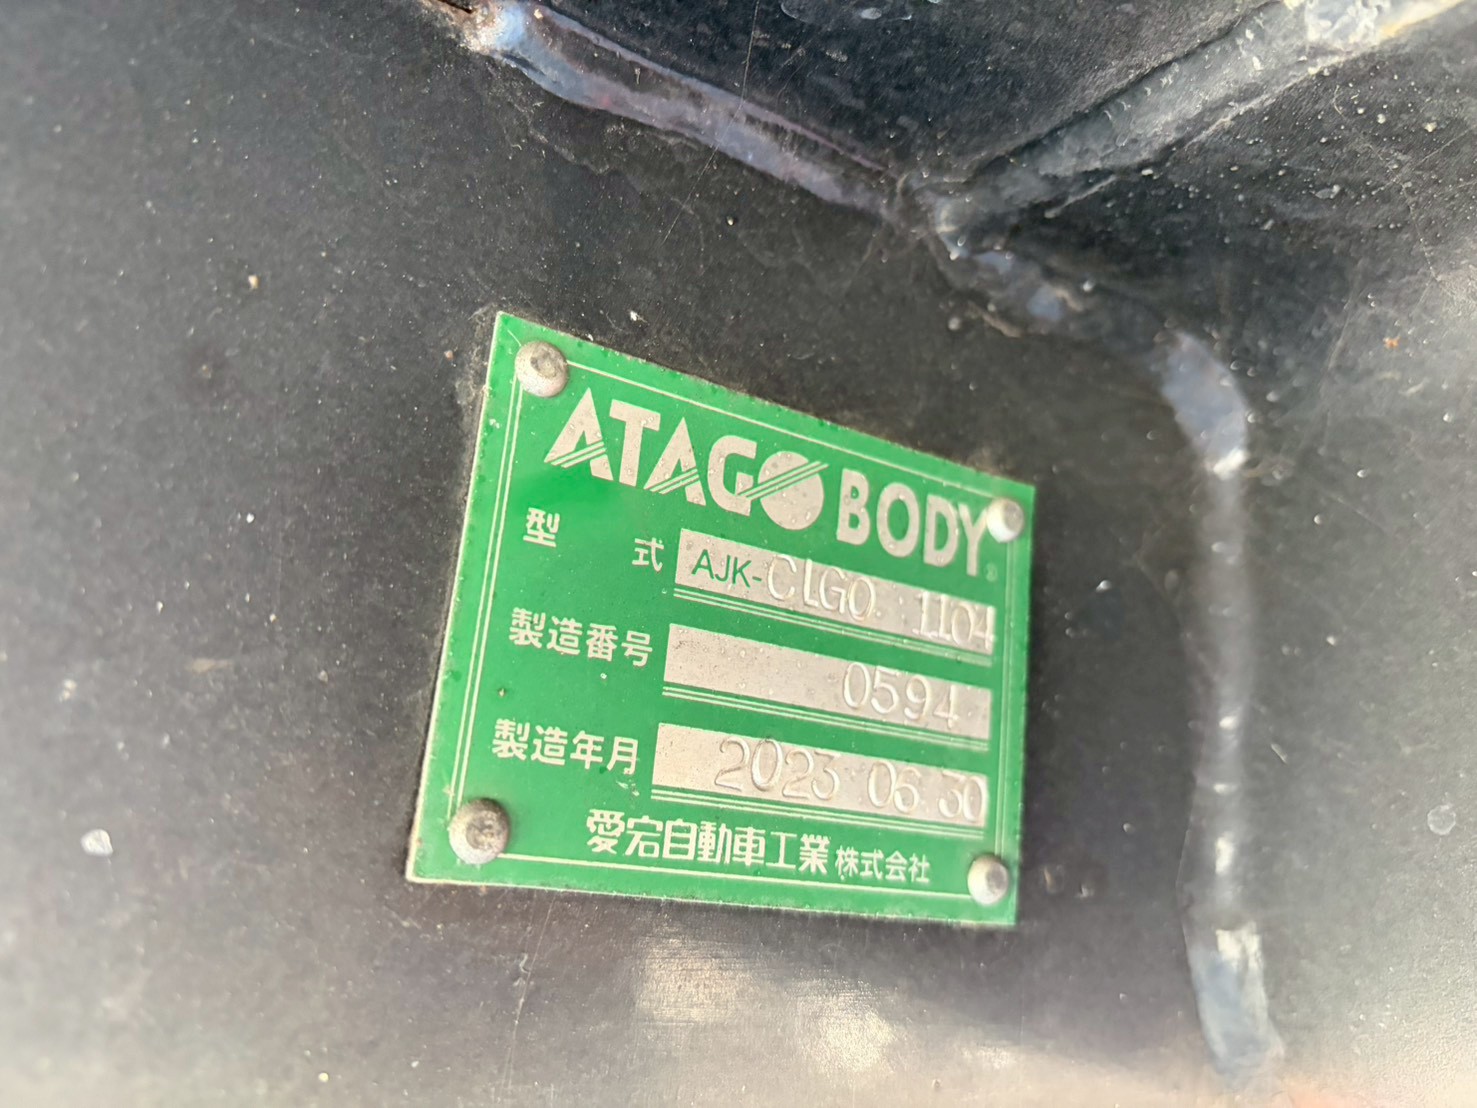 ATAGO BODY
型 式 AJK-CLG0 1104
製造番号 0594
製造年月 2023 06 30
愛宕自動車工業 株式会社